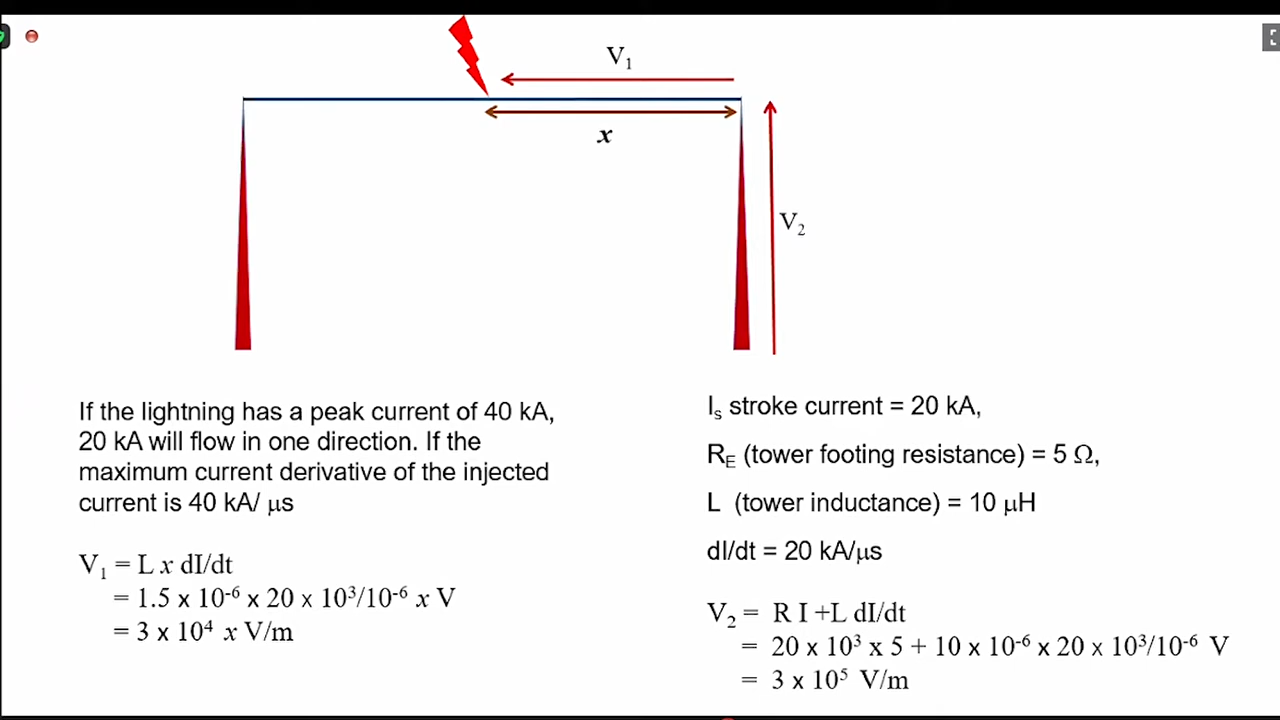 V₁
x
V₂
If the lightning has a peak current of 40 kA,
20 kA will flow in one direction. If the
maximum current derivative of the injected
current is 40 kA/ μs
V₁ = L x dI/dt
= 1.5 x 10⁻⁶ x 20 x 10³/10⁻⁶ x V
= 3 x 10⁴ x V/m
Iₛ stroke current = 20 kA,
R_E (tower footing resistance) = 5 Ω,
L (tower inductance) = 10 μH
dI/dt = 20 kA/μs
V₂ = R I +L dI/dt
= 20 x 10³ x 5 + 10 x 10⁻⁶ x 20 x 10³/10⁻⁶ V
= 3 x 10⁵ V/m